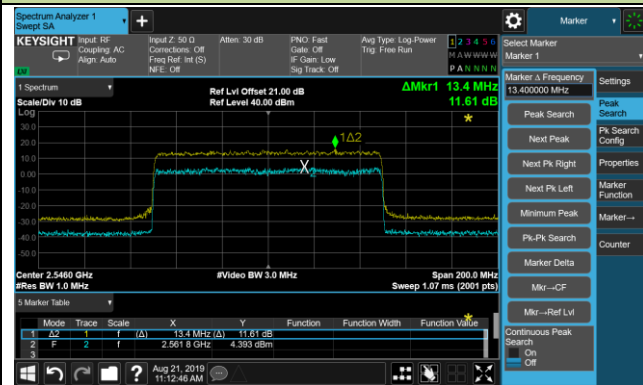 Spectrum Analyzer 1
Swept SA
+
Marker
KEYSIGHT
Input: RF
Coupling: AC
Align: Auto
Input Z: 50 Ω
Corrections: Off
Freq Ref: Int (S)
NFE: Off
Atten: 30 dB
PNO: Fast
Gate: Off
IF Gain: Low
Sig Track: Off
Avg Type: Log-Power
Trig: Free Run
1 2 3 4 5 6
M A W W W W
P A N N N N
Select Marker
Marker 1
1 Spectrum
Scale/Div 10 dB
Ref Lvl Offset 21.00 dB
Ref Level 40.00 dBm
ΔMkr1 13.4 MHz
11.61 dB
Log
30.0
20.0
10.0
0.00
-10.0
-20.0
-30.0
-40.0
-50.0
1Δ2
X2
Center 2.5460 GHz
#Res BW 1.0 MHz
#Video BW 3.0 MHz
Span 200.0 MHz
Sweep 1.07 ms (2001 pts)
5 Marker Table
Mode Trace Scale X Y Function Function Width Function Value
1 Δ2 1 f (Δ) 13.4 MHz (Δ) 11.61 dB
2 F 2 f 2.561 8 GHz 4.393 dBm
3
Aug 21, 2019
11:12:46 AM
Marker Δ Frequency
13.400000 MHz
Peak Search
Next Peak
Next Pk Right
Next Pk Left
Minimum Peak
Pk-Pk Search
Marker Delta
Mkr→CF
Mkr→Ref Lvl
Continuous Peak
Search
On
Off
Settings
Peak
Search
Pk Search
Config
Properties
Marker
Function
Marker→
Counter